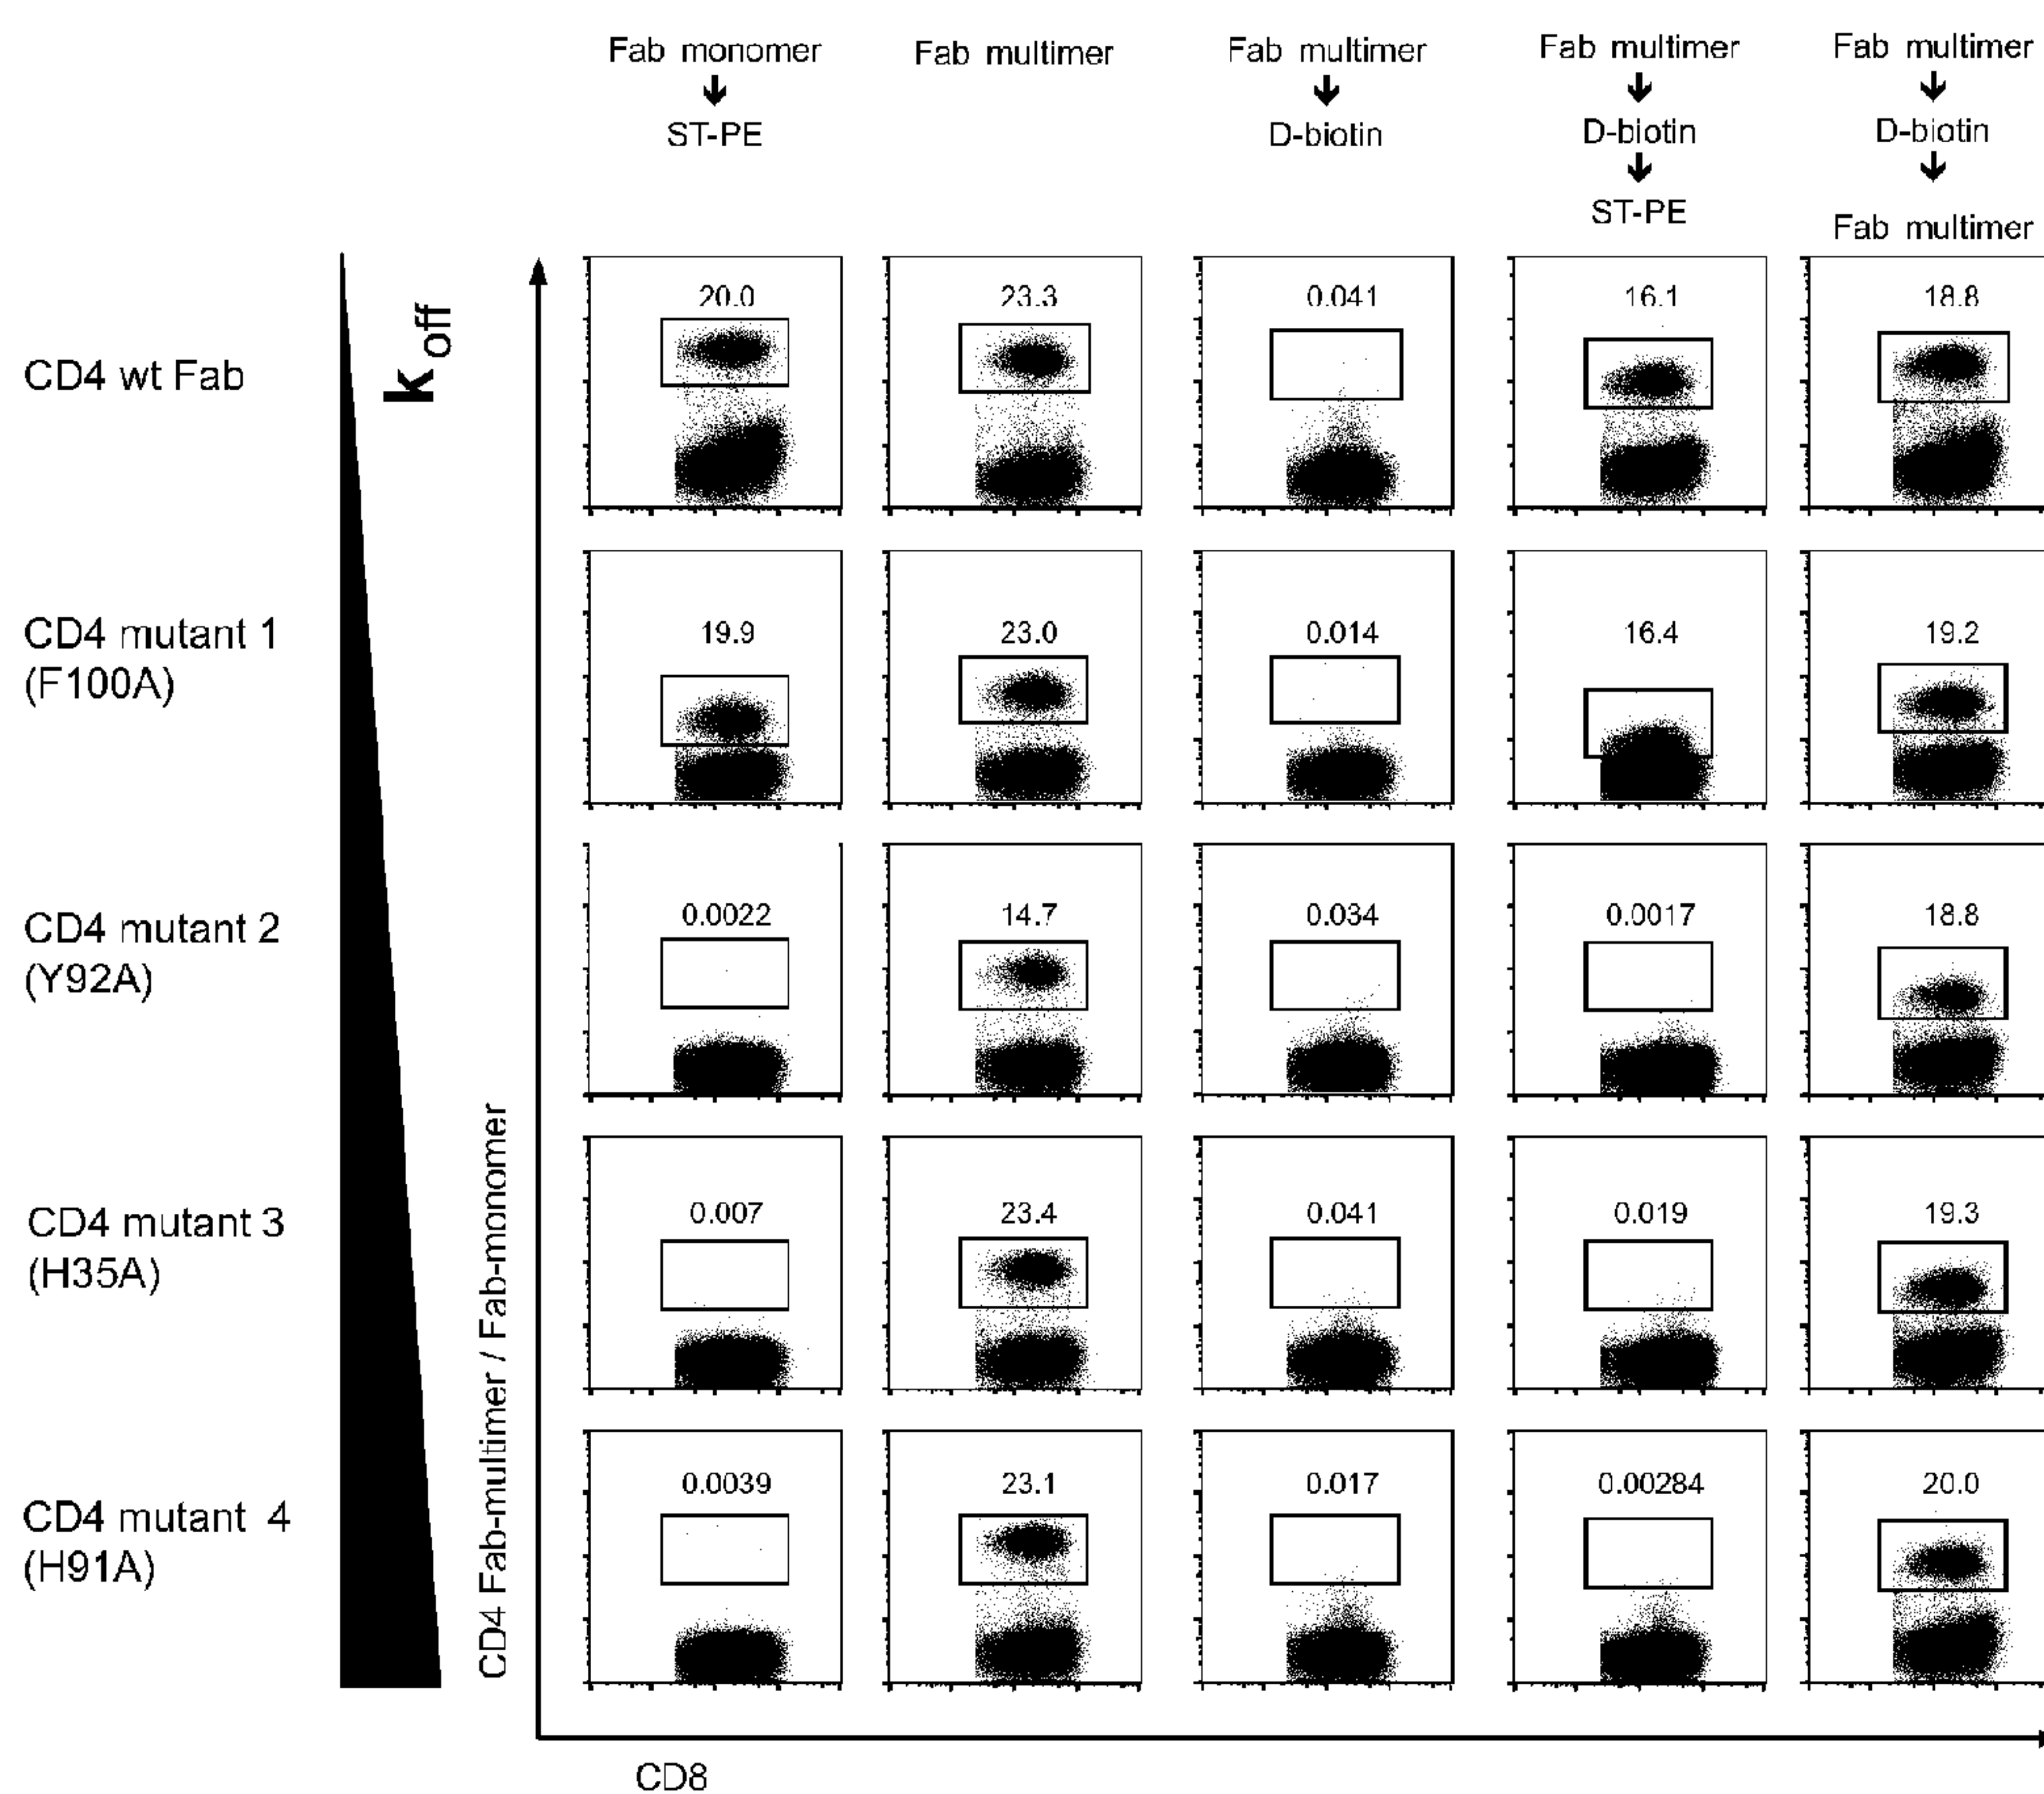 Fab monomer Fab multimer Fab multimer Fab multimer Fab multimer
ST-PE D-biotin D-biotin D-biotin
ST-PE Fab multimer
koff
CD4 wt Fab
20.0 23.3 0.041 16.1 18.8
CD4 mutant 1
(F100A)
19.9 23.0 0.014 16.4 19.2
CD4 mutant 2
(Y92A)
0.0022 14.7 0.034 0.0017 18.8
CD4 mutant 3
(H35A)
0.007 23.4 0.041 0.019 19.3
CD4 mutant 4
(H91A)
0.0039 23.1 0.017 0.00284 20.0
CD4 Fab-multimer / Fab-monomer
CD8